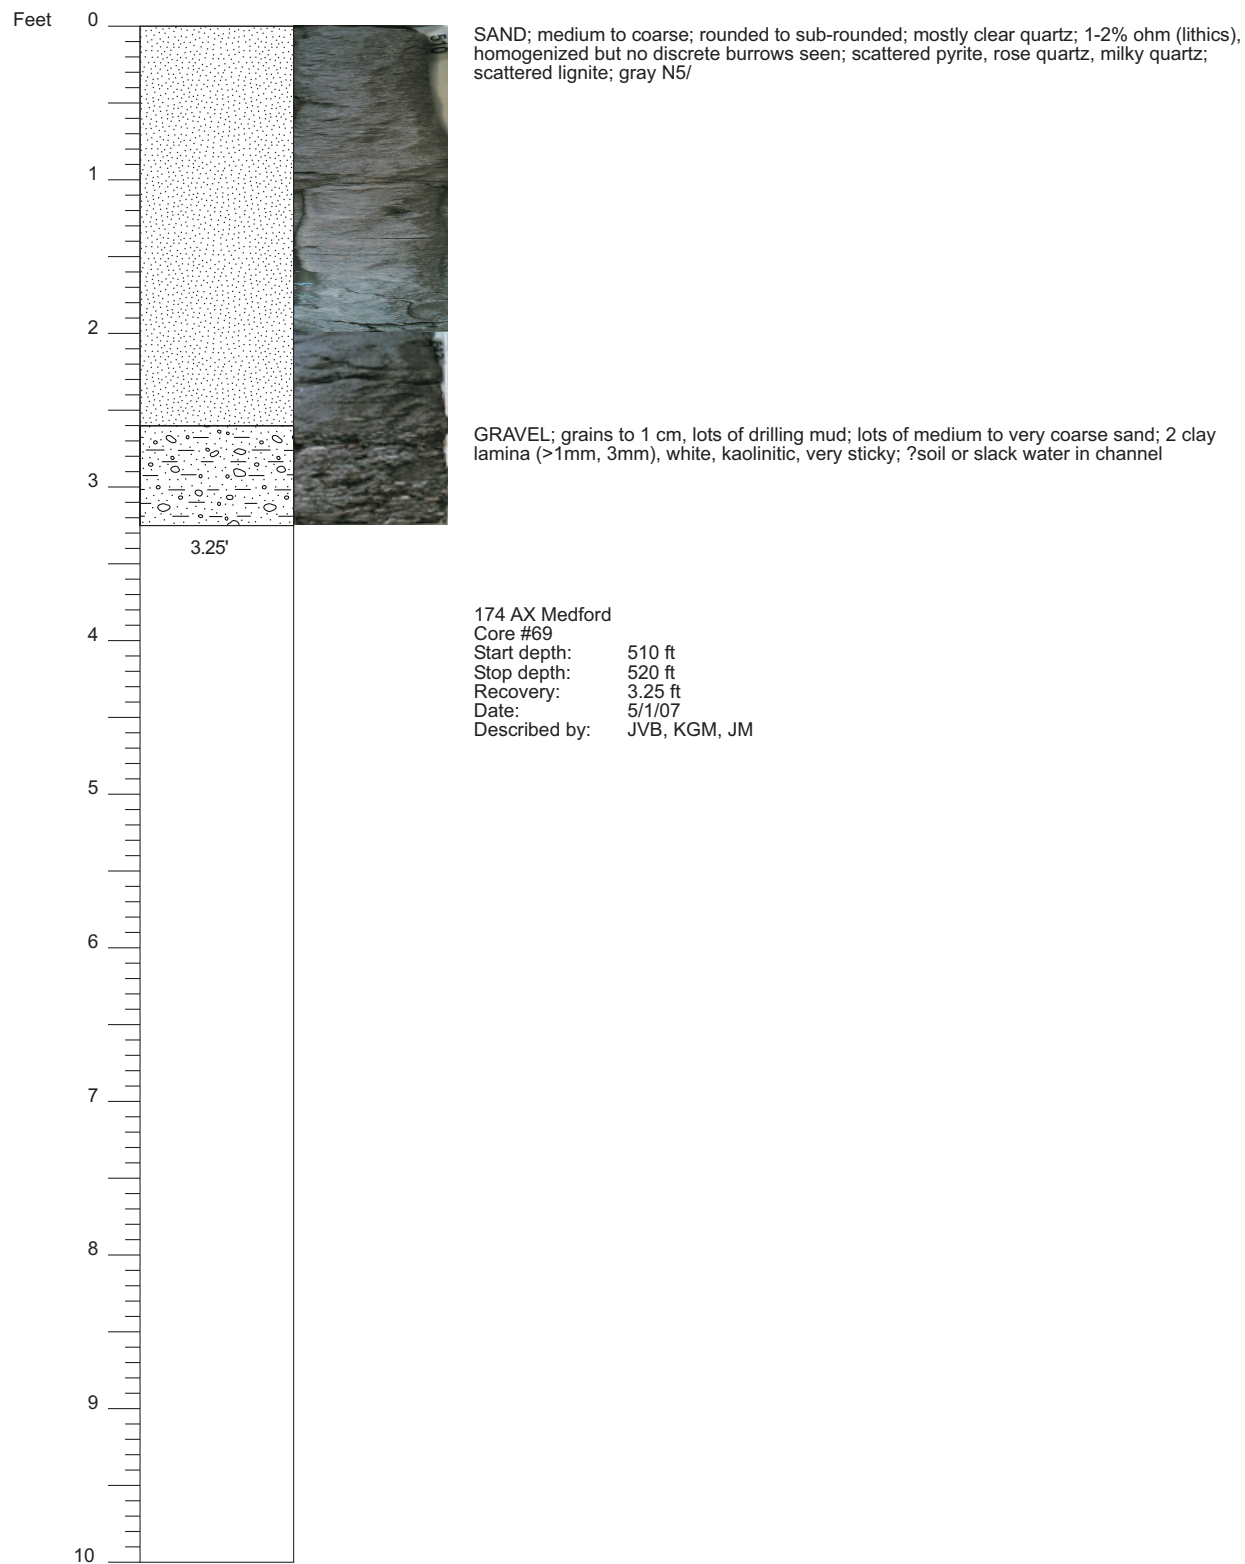 Feet
0
SAND; medium to coarse; rounded to sub-rounded; mostly clear quartz; 1-2% ohm (lithics),
homogenized but no discrete burrows seen; scattered pyrite, rose quartz, milky quartz;
scattered lignite; gray N5/
1
2
GRAVEL; grains to 1 cm, lots of drilling mud; lots of medium to very coarse sand; 2 clay
lamina (>1mm, 3mm), white, kaolinitic, very sticky; ?soil or slack water in channel
3
3.25'
174 AX Medford
4
Core #69
Start depth: 510 ft
Stop depth: 520 ft
Recovery: 3.25 ft
Date: 5/1/07
Described by: JVB, KGM, JM
5
6
7
8
9
10